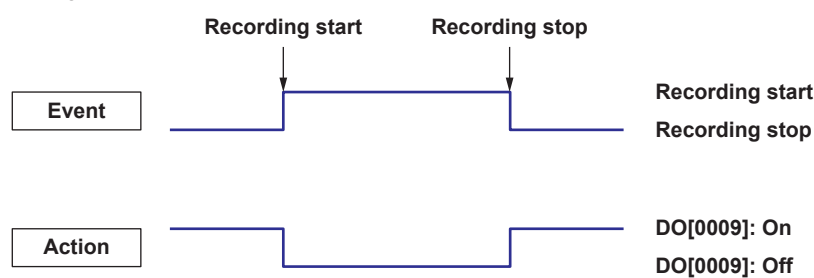 Recording start Recording stop
Event
Recording start
Recording stop
Action
DO[0009]: On
DO[0009]: Off